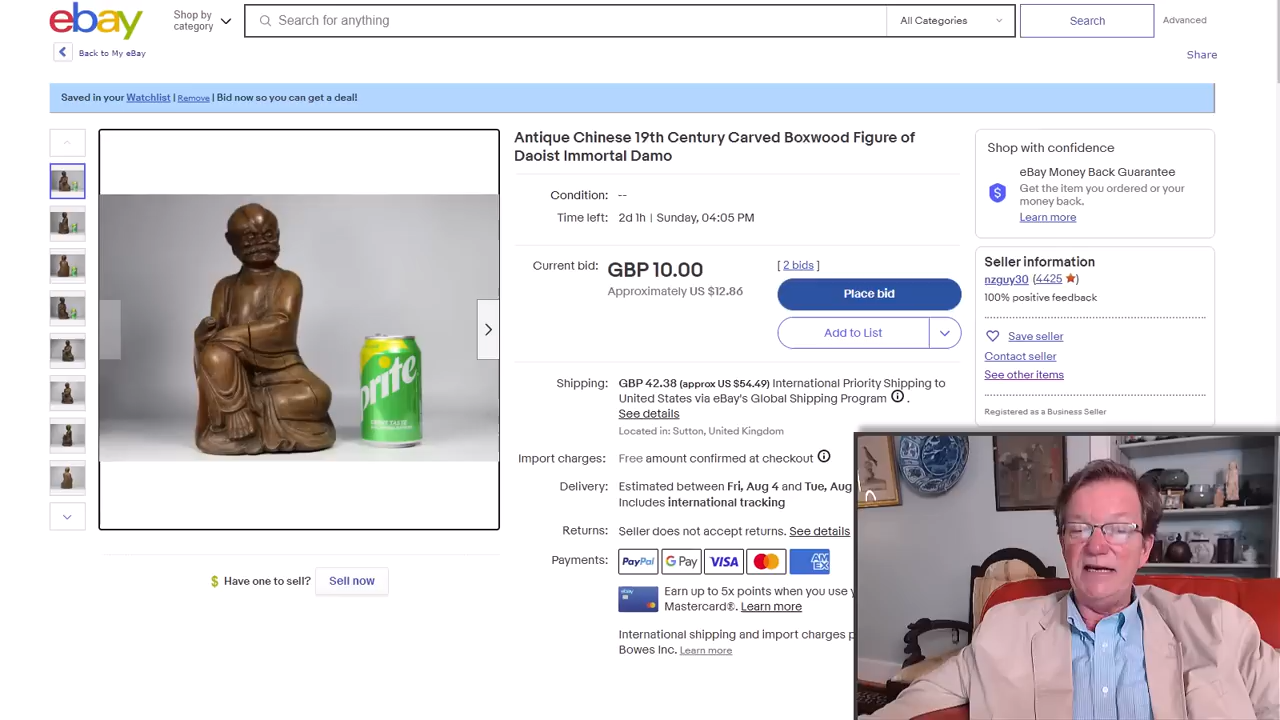 ebay
Shop by category
Search for anything
All Categories
Search
Advanced
Back to My eBay
Share
Saved in your Watchlist | Remove | Bid now so you can get a deal!
Antique Chinese 19th Century Carved Boxwood Figure of
Daoist Immortal Damo
Condition: --
Time left: 2d 1h | Sunday, 04:05 PM
Current bid: GBP 10.00
Approximately US $12.86
[ 2 bids ]
Place bid
Add to List
Shipping: GBP 42.38 (approx US $54.49) International Priority Shipping to
United States via eBay's Global Shipping Program .
See details
Located in: Sutton, United Kingdom
Import charges: Free amount confirmed at checkout
Delivery: Estimated between Fri, Aug 4 and Tue, Aug
Includes international tracking
Returns: Seller does not accept returns. See details
Payments: PayPal G Pay VISA AM EX
Earn up to 5x points when you use y
Mastercard®. Learn more
International shipping and import charges p
Bowes Inc. Learn more
Shop with confidence
eBay Money Back Guarantee
Get the item you ordered or your
money back.
Learn more
Seller information
nzguy30 (4425 )
100% positive feedback
Save seller
Contact seller
See other items
Registered as a Business Seller
Sprite
Have one to sell? Sell now